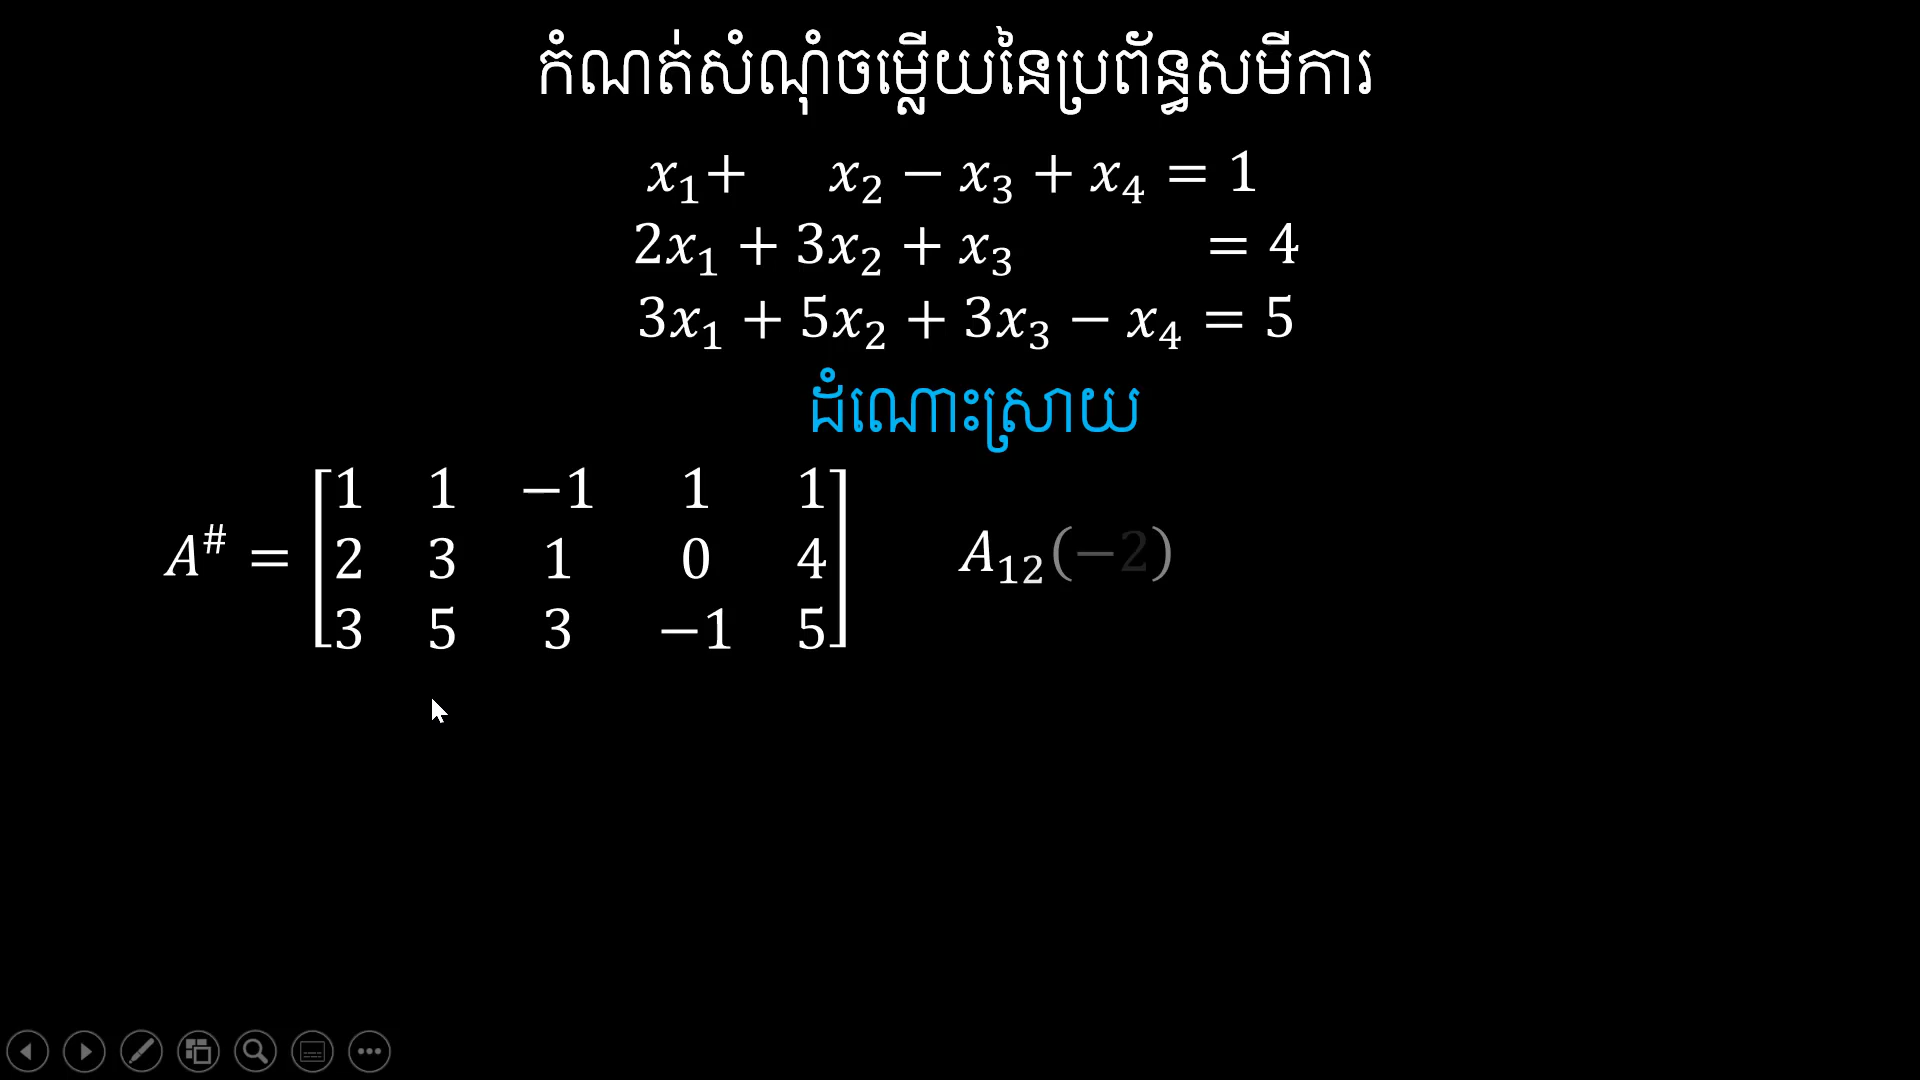 កំណត់សំណុំចម្លើយនៃប្រព័ន្ធសមីការ
x₁+ x₂ − x₃ + x₄ = 1
2x₁ + 3x₂ + x₃ = 4
3x₁ + 5x₂ + 3x₃ − x₄ = 5
ដំណោះស្រាយ
A^# = [1 1 −1 1 1
2 3 1 0 4
3 5 3 −1 5]
A₁₂(−2)